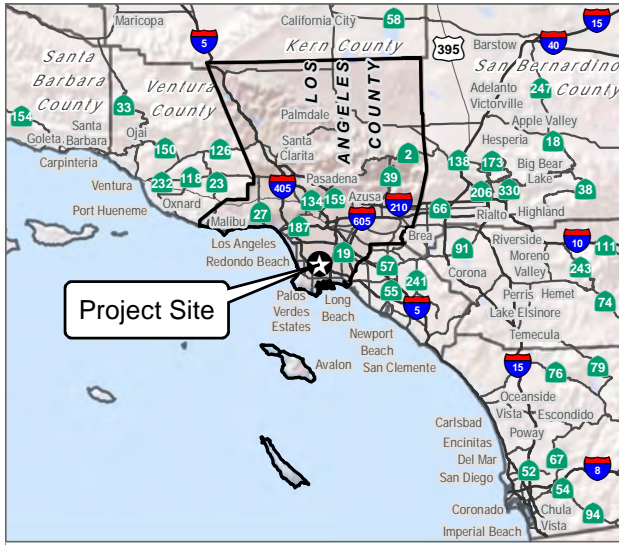 Maricopa
California City
58
15
5
Kern County
395
Barstow
40
Santa
Barbara
County
Ventura
County
LOS
ANGELES
COUNTY
San Bernardino
County
Adelanto
Victorville
247
33
154
Palmdale
Apple Valley
Santa
Barbara
Goleta
Ojai
150
126
Santa
Clarita
2
138
173
Hesperia
18
Carpinteria
Big Bear
Lake
Ventura
232
118
23
405
Pasadena
39
134
159
Azusa
210
206
330
38
Port Hueneme
Oxnard
Malibu
27
605
66
Rialto
Highland
187
Los Angeles
Brea
Redondo Beach
19
57
91
Riverside
10
111
Corona
Moreno
Valley
243
Project Site
Palos
Verdes
Estates
Long
Beach
55
241
5
Perris
Hemet
74
Lake Elsinore
Newport
Beach
Temecula
Avalon
San Clemente
15
76
79
Oceanside
Vista
Escondido
Carlsbad
Poway
Encinitas
Del Mar
67
52
8
San Diego
54
Coronado
Chula
Vista
94
Imperial Beach